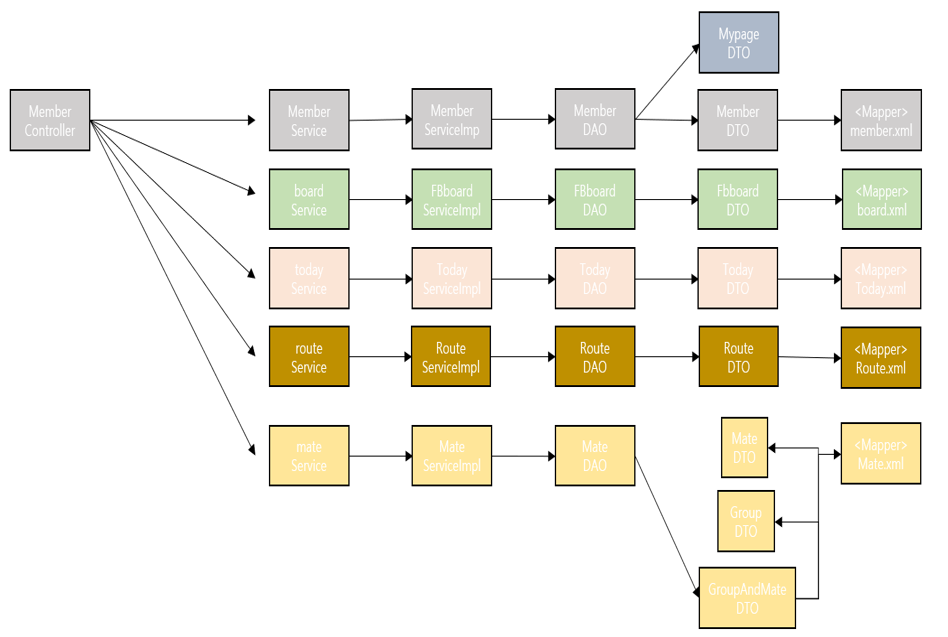 Mypage
DTO
Member
Controller
Member
Service
Member
ServiceImp
Member
DAO
Member
DTO
<Mapper>
member.xml
board
Service
FBboard
ServiceImpl
FBboard
DAO
Fbboard
DTO
<Mapper>
board.xml
today
Service
Today
ServiceImpl
Today
DAO
Today
DTO
<Mapper>
Today.xml
route
Service
Route
ServiceImpl
Route
DAO
Route
DTO
<Mapper>
Route.xml
mate
Service
Mate
ServiceImpl
Mate
DAO
Mate
DTO
<Mapper>
Mate.xml
Group
DTO
GroupAndMate
DTO